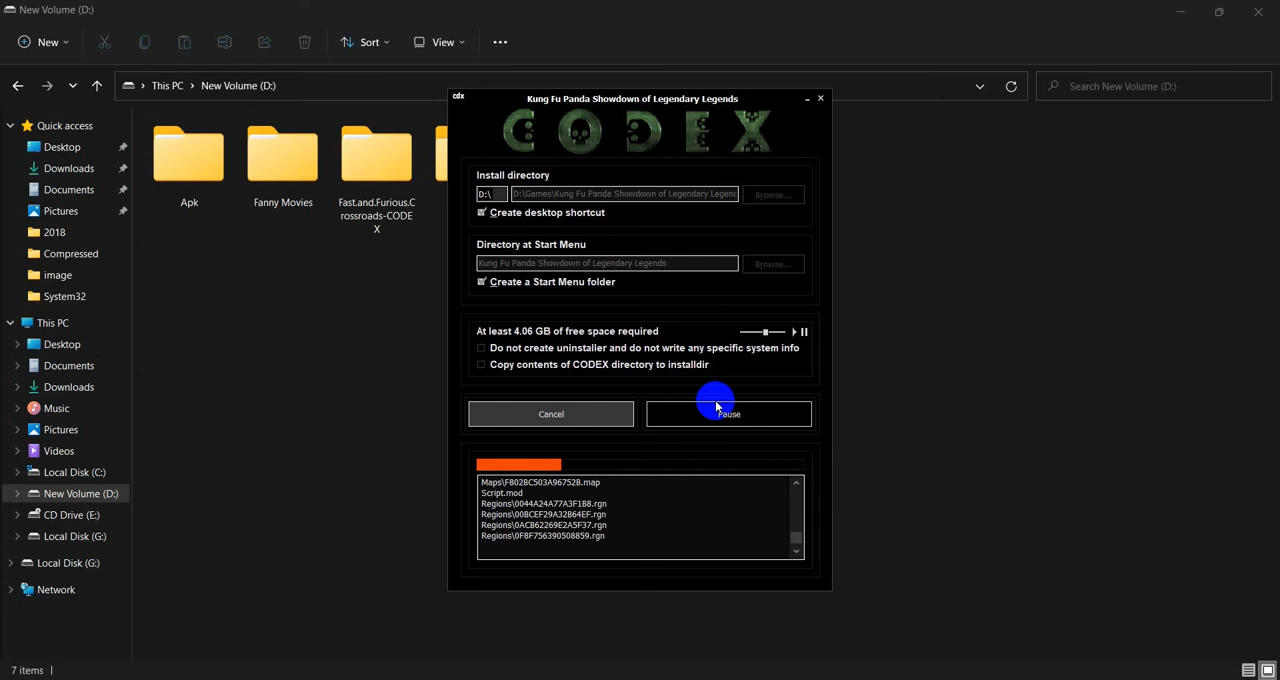 New Volume (D:)
New
Sort
View
This PC > New Volume (D:)
Search New Volume (D:)
Quick access
Desktop
Downloads
Documents
Pictures
2018
Compressed
image
System32
This PC
Desktop
Documents
Downloads
Music
Pictures
Videos
Local Disk (C:)
New Volume (D:)
CD Drive (E:)
Local Disk (G:)
Local Disk (G:)
Network
7 items
Apk
Fanny Movies
Fast.and.Furious.C
rossroads-CODE
X
cdx
Kung Fu Panda Showdown of Legendary Legends
CODEX
Install directory
D:\
D:\Games\Kung Fu Panda Showdown of Legendary Legend
Browse...
Create desktop shortcut
Directory at Start Menu
Kung Fu Panda Showdown of Legendary Legends
Browse...
Create a Start Menu folder
At least 4.06 GB of free space required
Do not create uninstaller and do not write any specific system info
Copy contents of CODEX directory to installdir
Cancel
Pause
Maps\F802BC503A96752B.map
Script.mod
Regions\0044A24A77A3F1B8.rgn
Regions\00BCEF29A32B64EF.rgn
Regions\0ACB62269E2A5F37.rgn
Regions\0F8F756390508859.rgn